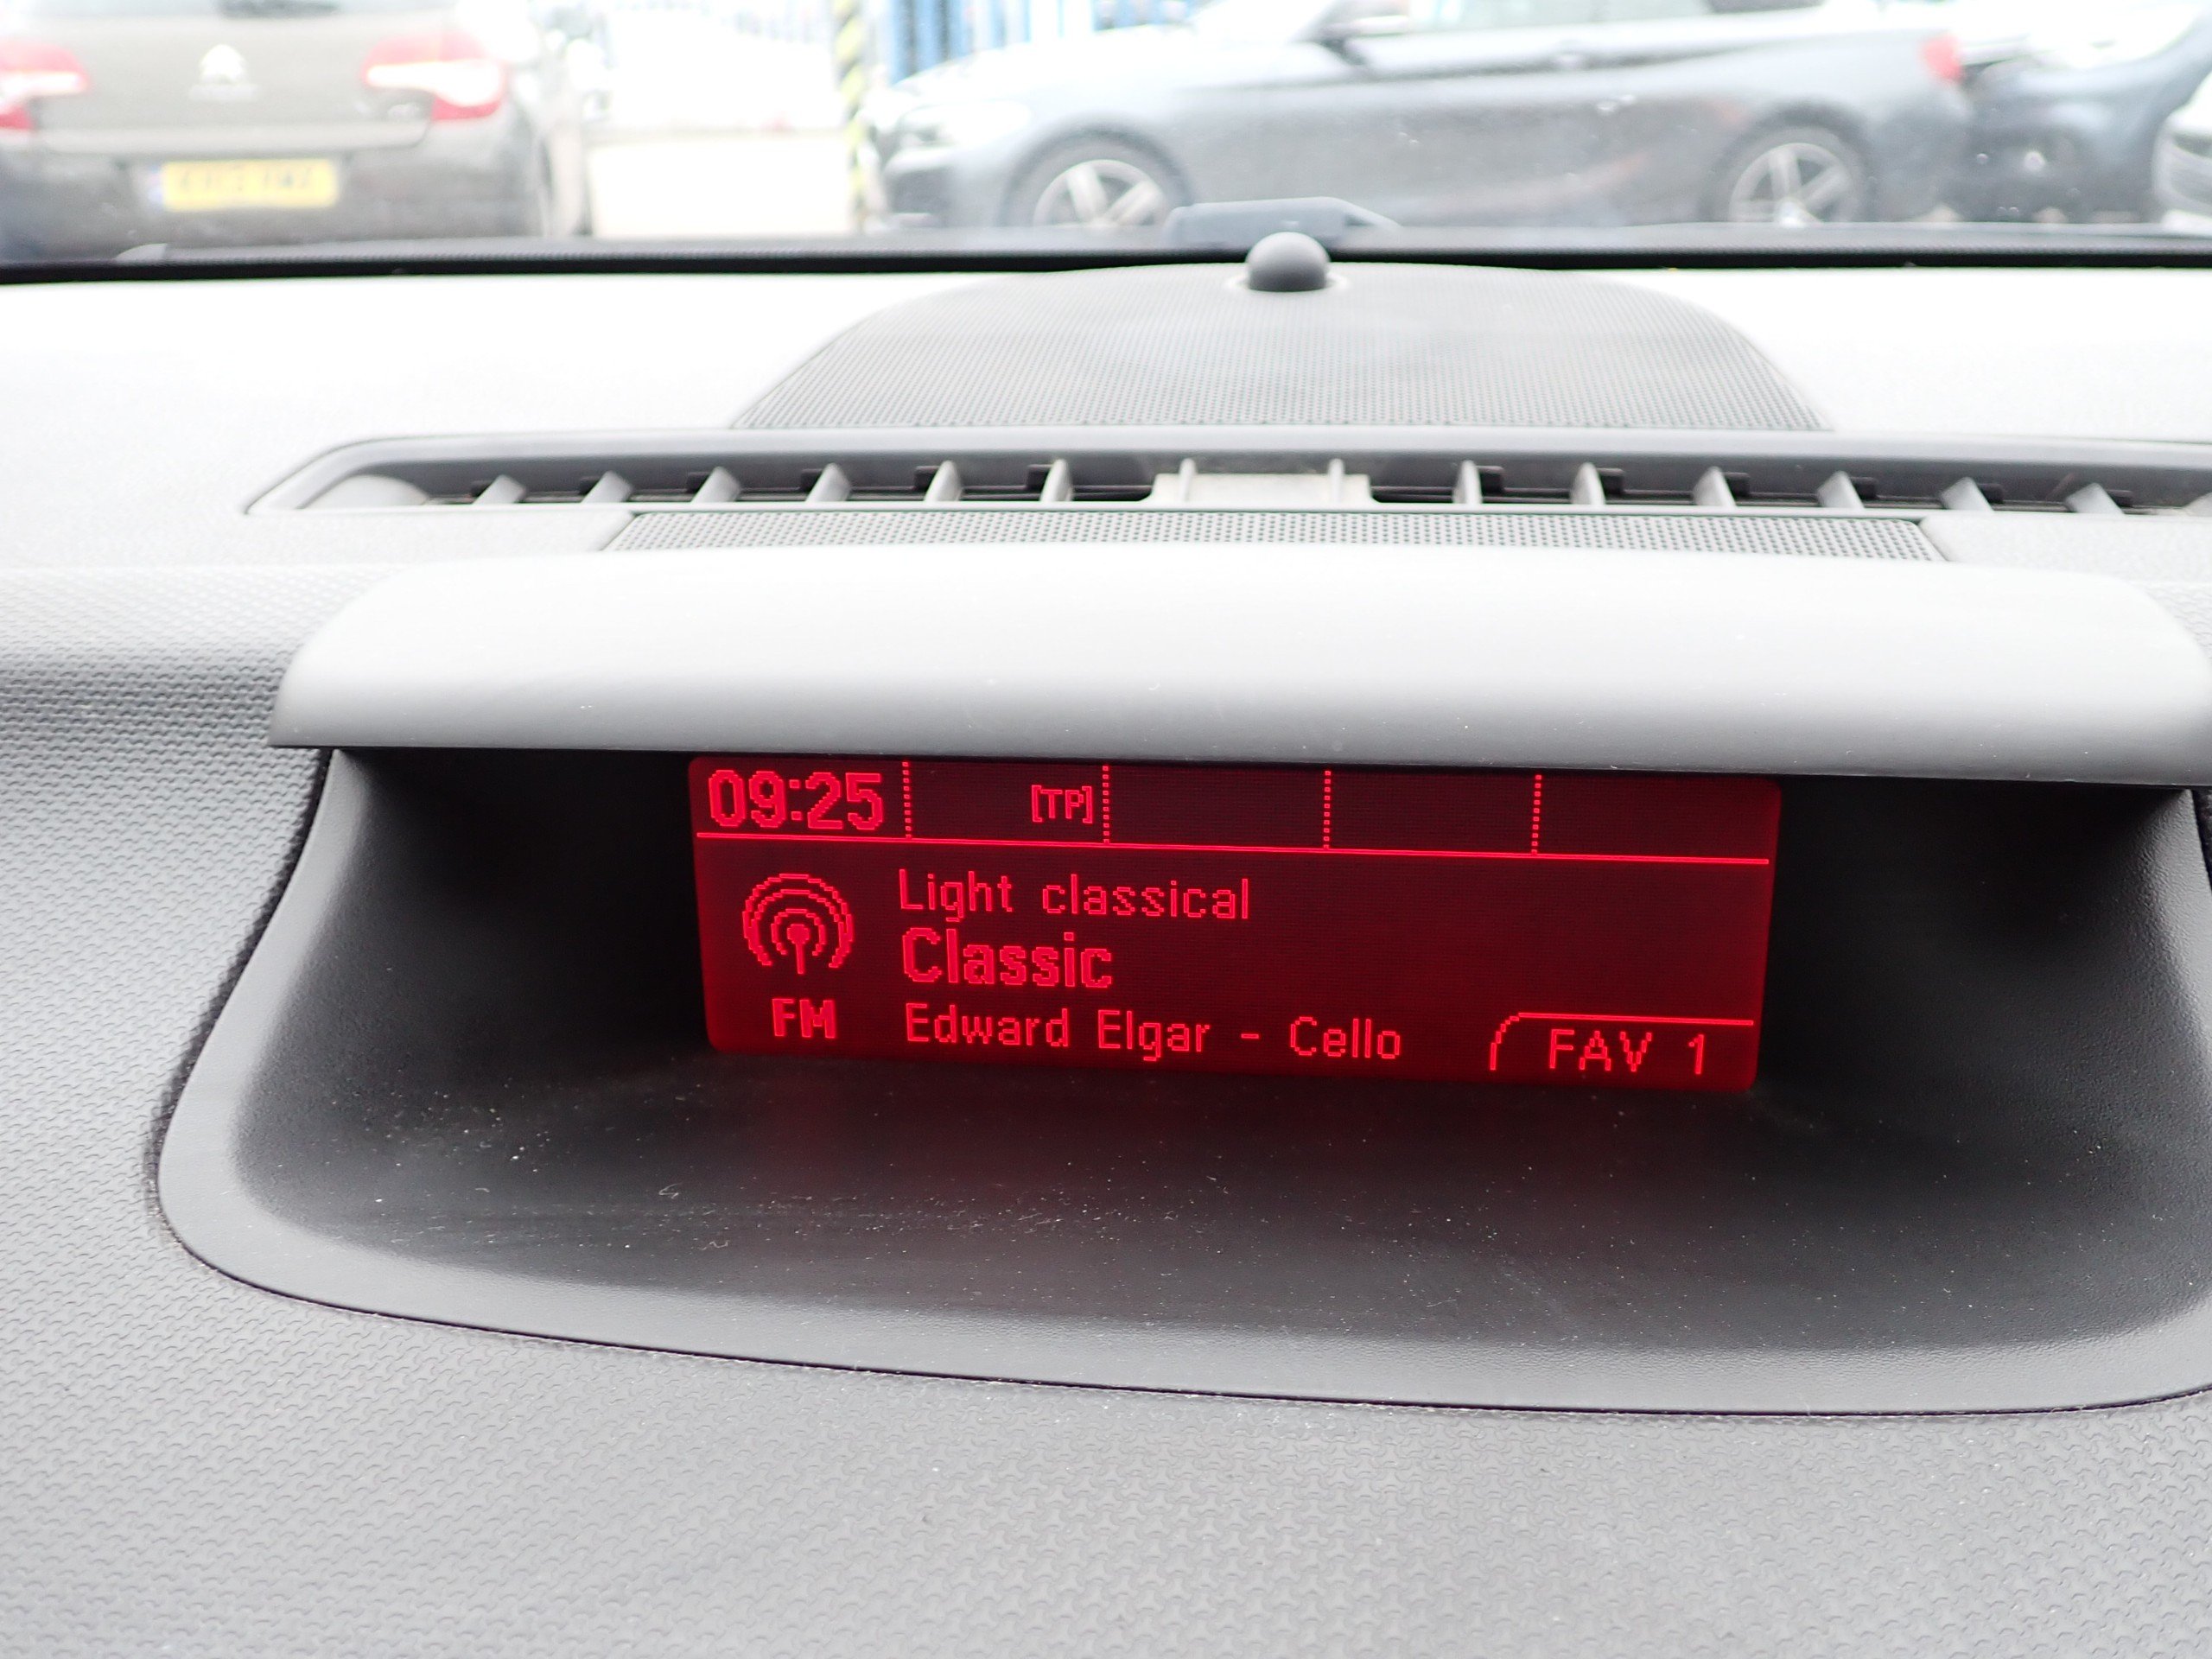 09:25 [TP]
Light classical
Classic
FM Edward Elgar - Cello FAV 1